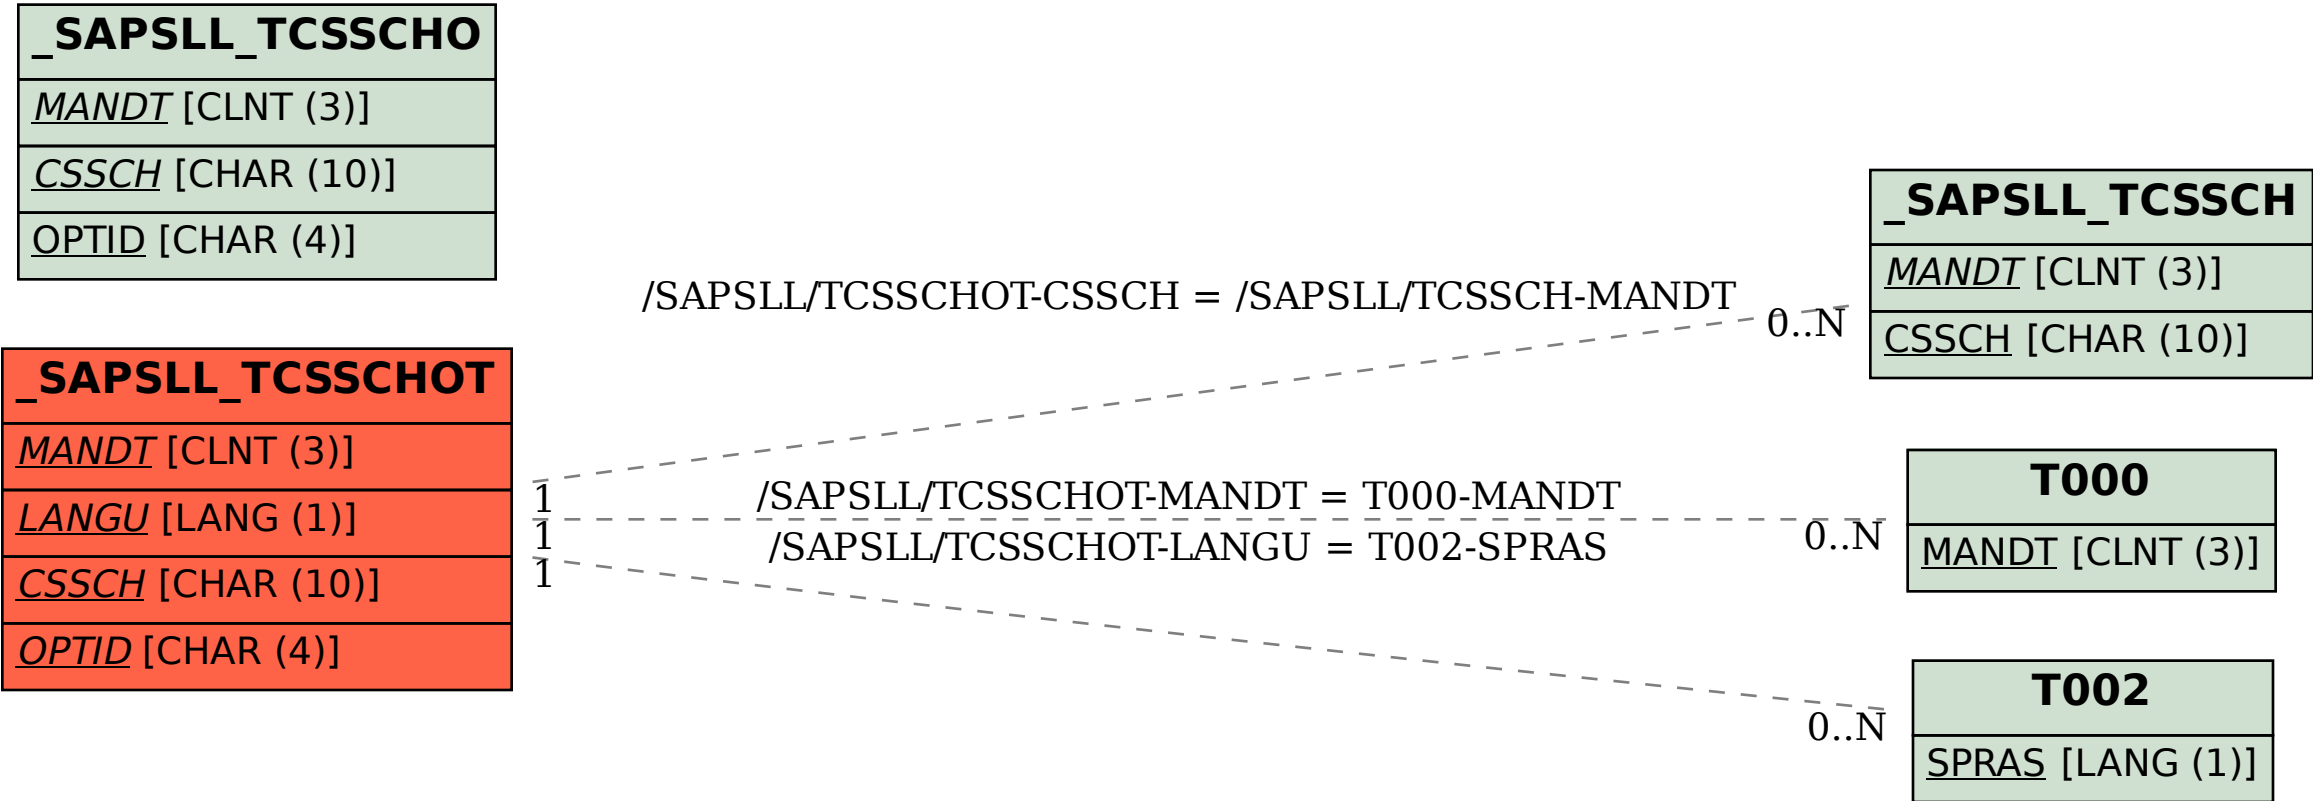 _SAPSLL_TCSSCHO
MANDT [CLNT (3)]
CSSCH [CHAR (10)]
OPTID [CHAR (4)]
_SAPSLL_TCSSCHOT
MANDT [CLNT (3)]
LANGU [LANG (1)]
CSSCH [CHAR (10)]
OPTID [CHAR (4)]
/SAPSLL/TCSSCHOT-CSSCH = /SAPSLL/TCSSCH-MANDT
0..N
1
/SAPSLL/TCSSCHOT-MANDT = T000-MANDT
0..N
1
/SAPSLL/TCSSCHOT-LANGU = T002-SPRAS
0..N
1
_SAPSLL_TCSSCH
MANDT [CLNT (3)]
CSSCH [CHAR (10)]
T000
MANDT [CLNT (3)]
T002
SPRAS [LANG (1)]